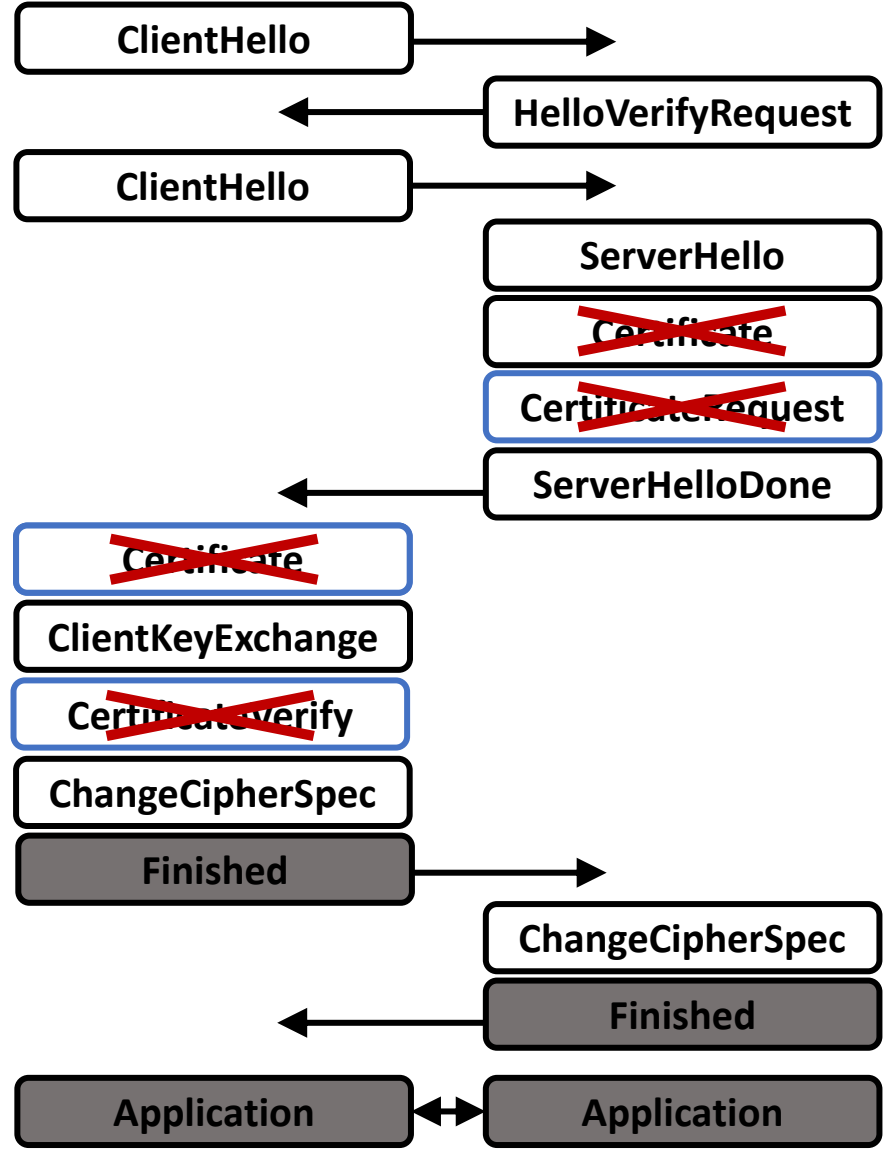 ClientHello
HelloVerifyRequest
ClientHello
ServerHello
Certificate
CertificateRequest
ServerHelloDone
Certificate
ClientKeyExchange
CertificateVerify
ChangeCipherSpec
Finished
ChangeCipherSpec
Finished
Application
Application